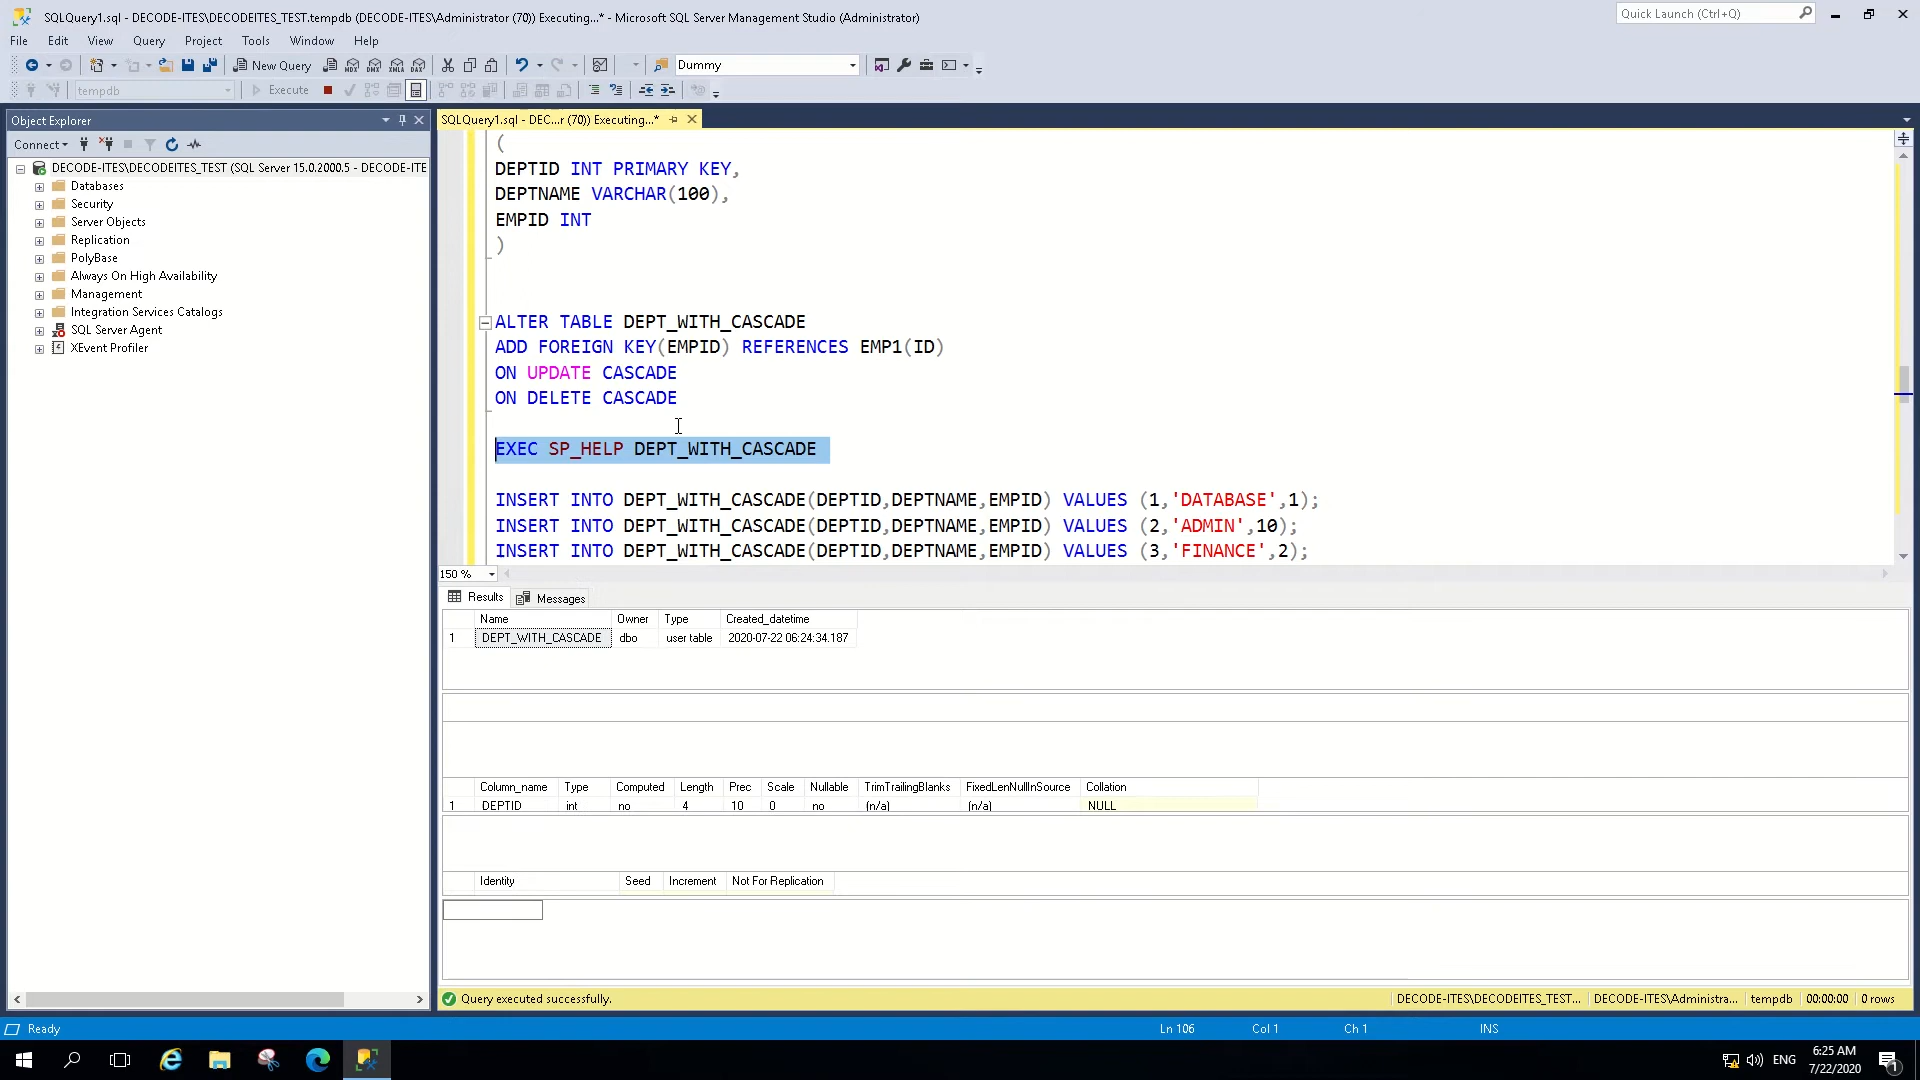 SQLQuery1.sql - DECODE-ITES\DECODEITES_TEST.tempdb (DECODE-ITES\Administrator (70)) Executing...* - Microsoft SQL Server Management Studio (Administrator)
Quick Launch (Ctrl+Q)
File Edit View Query Project Tools Window Help
New Query MDX DMX XMLA DAX Dummy
tempdb Execute
Object Explorer
SQLQuery1.sql - DEC...r (70)) Executing...*
Connect
DECODE-ITES\DECODEITES_TEST (SQL Server 15.0.2000.5 - DECODE-ITE
Databases
Security
Server Objects
Replication
PolyBase
Always On High Availability
Management
Integration Services Catalogs
SQL Server Agent
XEvent Profiler
(
DEPTID INT PRIMARY KEY,
DEPTNAME VARCHAR(100),
EMPID INT
)
ALTER TABLE DEPT_WITH_CASCADE
ADD FOREIGN KEY(EMPID) REFERENCES EMP1(ID)
ON UPDATE CASCADE
ON DELETE CASCADE
EXEC SP_HELP DEPT_WITH_CASCADE
INSERT INTO DEPT_WITH_CASCADE(DEPTID,DEPTNAME,EMPID) VALUES (1,'DATABASE',1);
INSERT INTO DEPT_WITH_CASCADE(DEPTID,DEPTNAME,EMPID) VALUES (2,'ADMIN',10);
INSERT INTO DEPT_WITH_CASCADE(DEPTID,DEPTNAME,EMPID) VALUES (3,'FINANCE',2);
150 %
Results Messages
Name Owner Type Created_datetime
1 DEPT_WITH_CASCADE dbo user table 2020-07-22 06:24:34.187
Column_name Type Computed Length Prec Scale Nullable TrimTrailingBlanks FixedLenNullInSource Collation
1 DEPTID int no 4 10 0 no (n/a) (n/a) NULL
Identity Seed Increment Not For Replication
Query executed successfully. DECODE-ITES\DECODEITES_TEST... DECODE-ITES\Administra... tempdb 00:00:00 0 rows
Ready Ln 106 Col 1 Ch 1 INS
ENG 6:25 AM
7/22/2020
1